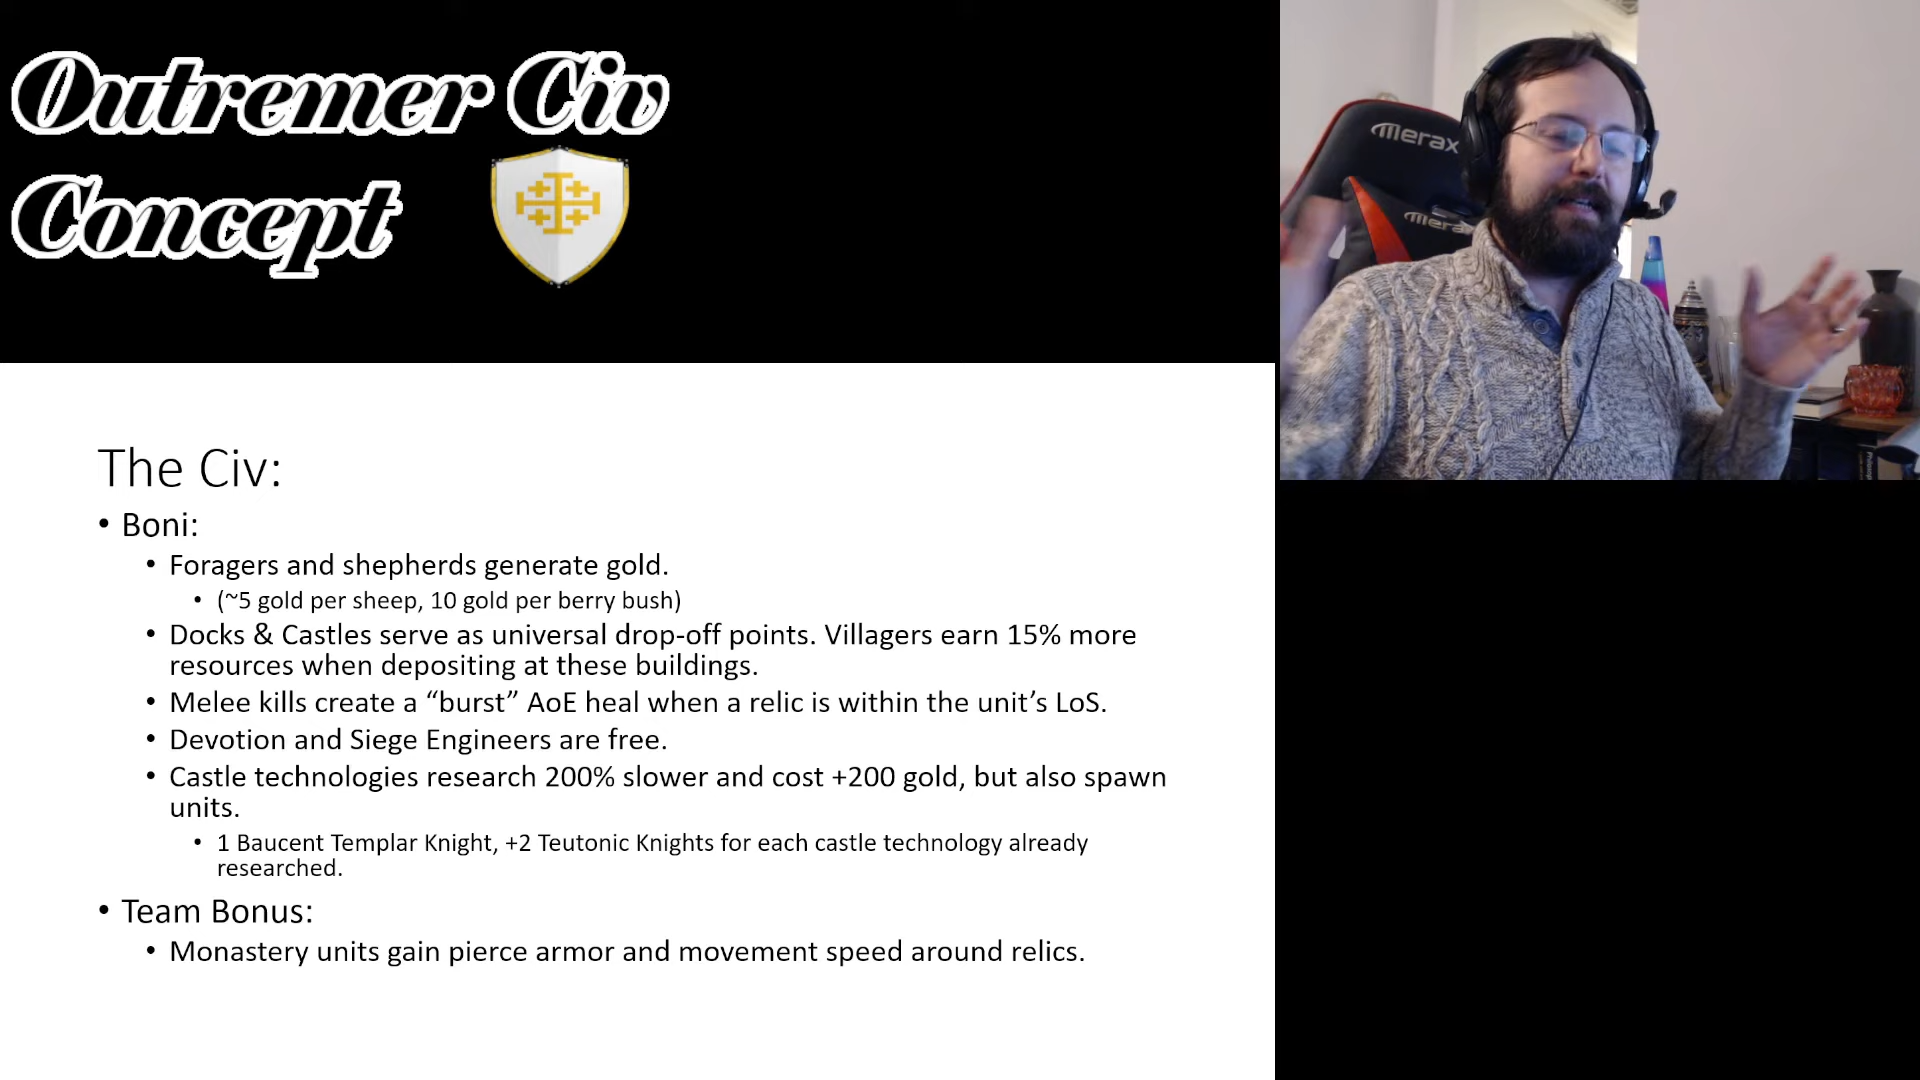 Outremer Civ
Concept
merax
mera
The Civ:
• Boni:
• Foragers and shepherds generate gold.
• (~5 gold per sheep, 10 gold per berry bush)
• Docks & Castles serve as universal drop-off points. Villagers earn 15% more
resources when depositing at these buildings.
• Melee kills create a “burst” AoE heal when a relic is within the unit’s LoS.
• Devotion and Siege Engineers are free.
• Castle technologies research 200% slower and cost +200 gold, but also spawn
units.
• 1 Baucent Templar Knight, +2 Teutonic Knights for each castle technology already
researched.
• Team Bonus:
• Monastery units gain pierce armor and movement speed around relics.